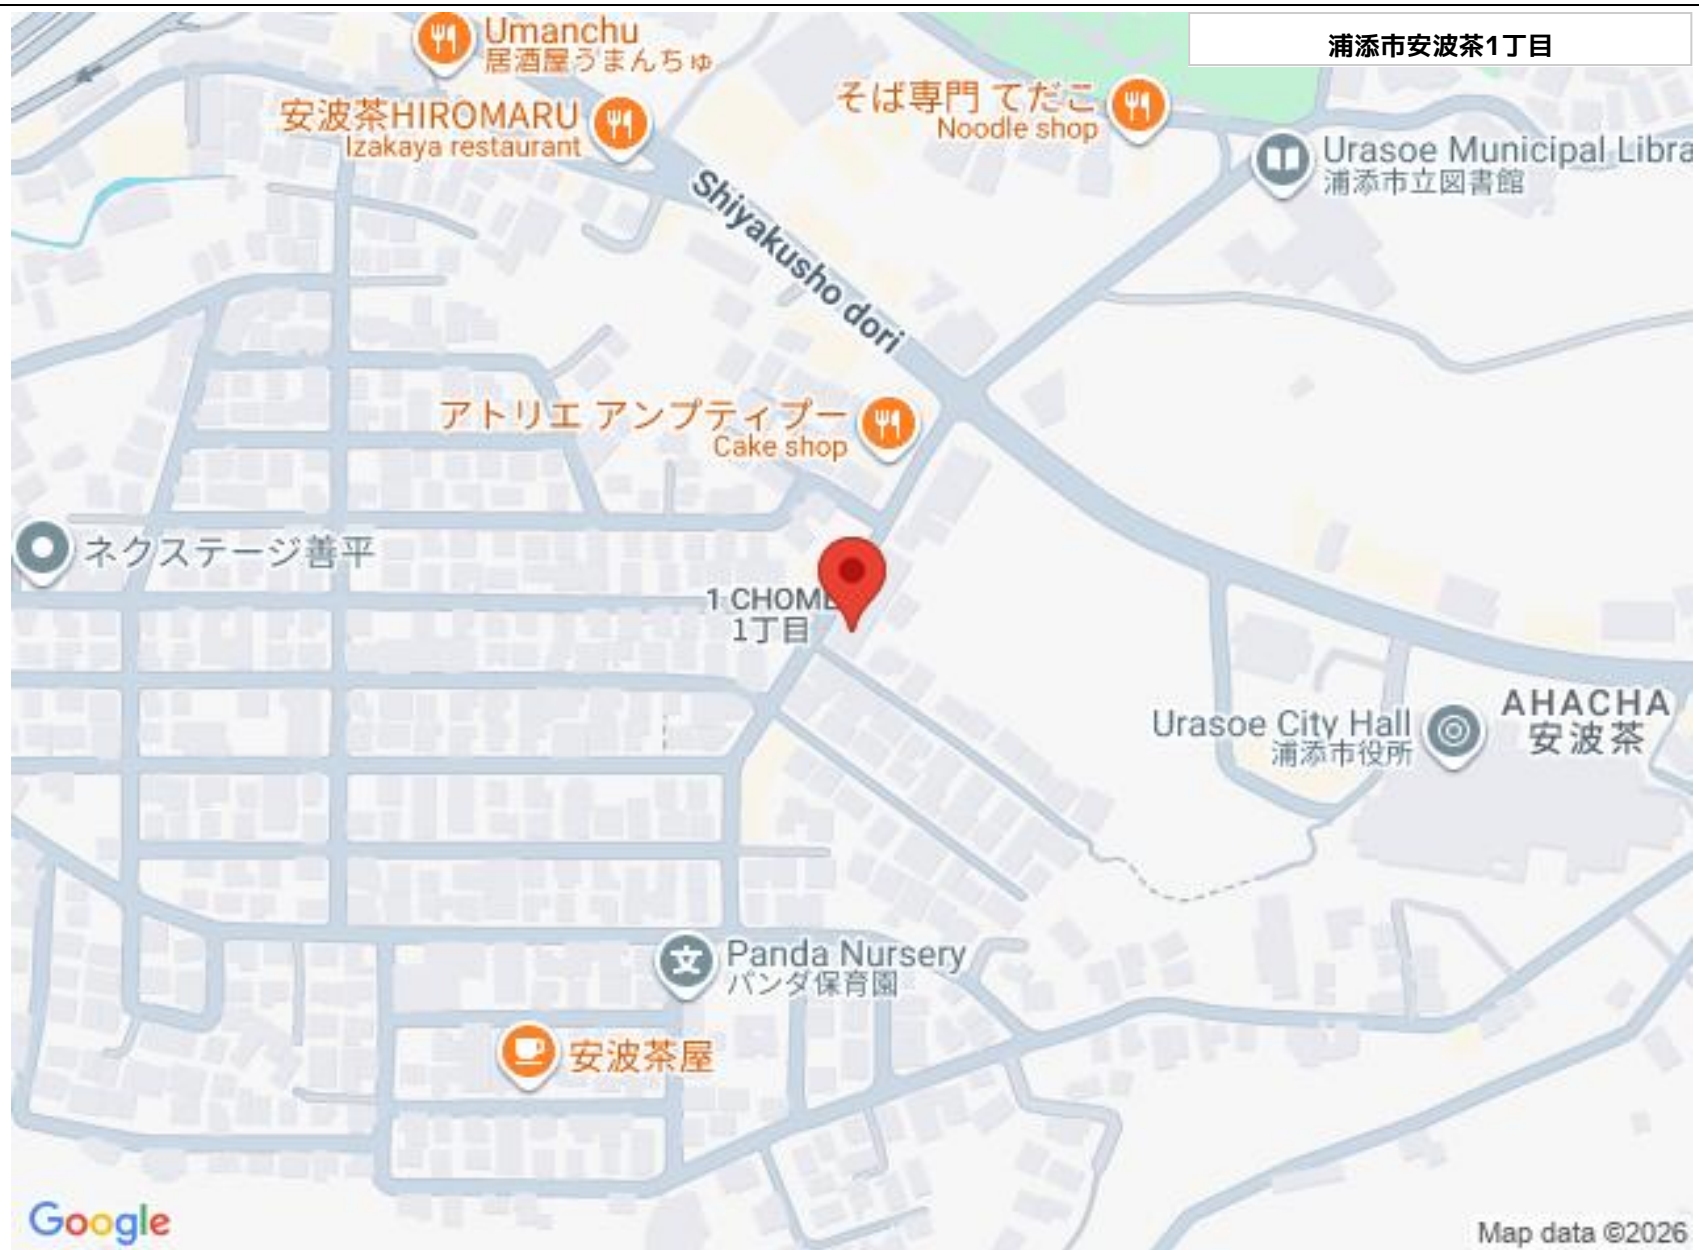 浦添市安波茶1丁目
Umanchu
居酒屋うまんちゅ
安波茶HIROMARU
Izakaya restaurant
そば専門 てだこ
Noodle shop
Urasoe Municipal Libra
浦添市立図書館
Shiyakusho dori
アトリエ アンプティプー
Cake shop
ネクステージ善平
1 CHOME
1丁目
Urasoe City Hall
浦添市役所
AHACHA
安波茶
Panda Nursery
パンダ保育園
安波茶屋
Google
Map data ©2026